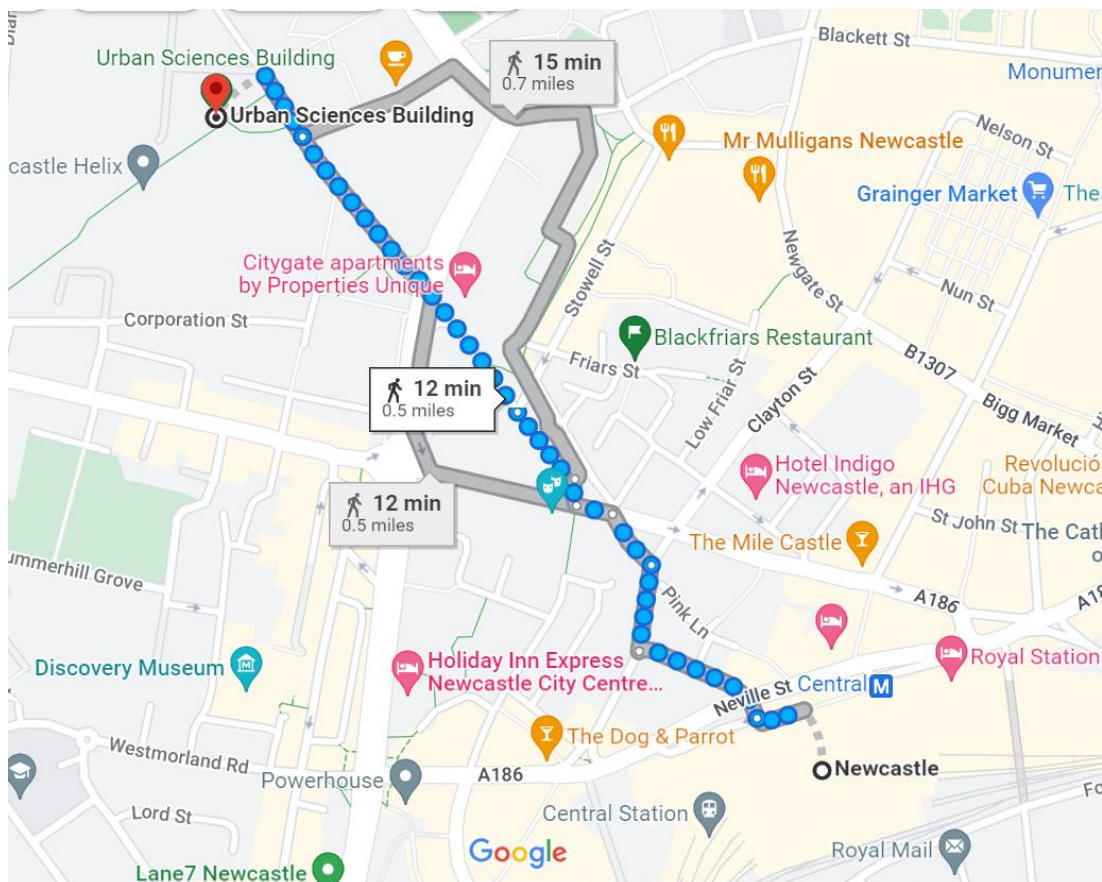 Blackett St
Urban Sciences Building
15 min
0.7 miles
Monumen
Urban Sciences Building
Nelson St
castle Helix
Mr Mulligans Newcastle
Grainger Market
The
Stowell St
Newgate St
Citygate apartments
by Properties Unique
Nun St
Corporation St
Blackfriars Restaurant
Friars St
B1307
12 min
0.5 miles
Low Friar St
Clayton St
Bigg Market
Hotel Indigo
Newcastle, an IHG
Revolució
Cuba Newca
12 min
0.5 miles
St John St
The Cath
o
The Mile Castle
ummerhill Grove
A186
A18
Pink Ln
Discovery Museum
Holiday Inn Express
Newcastle City Centre...
Royal Station
Neville St
Central
M
The Dog & Parrot
Westmorland Rd
Newcastle
Powerhouse
A186
Fo
Lord St
Central Station
Google
Royal Mail
Lane7 Newcastle